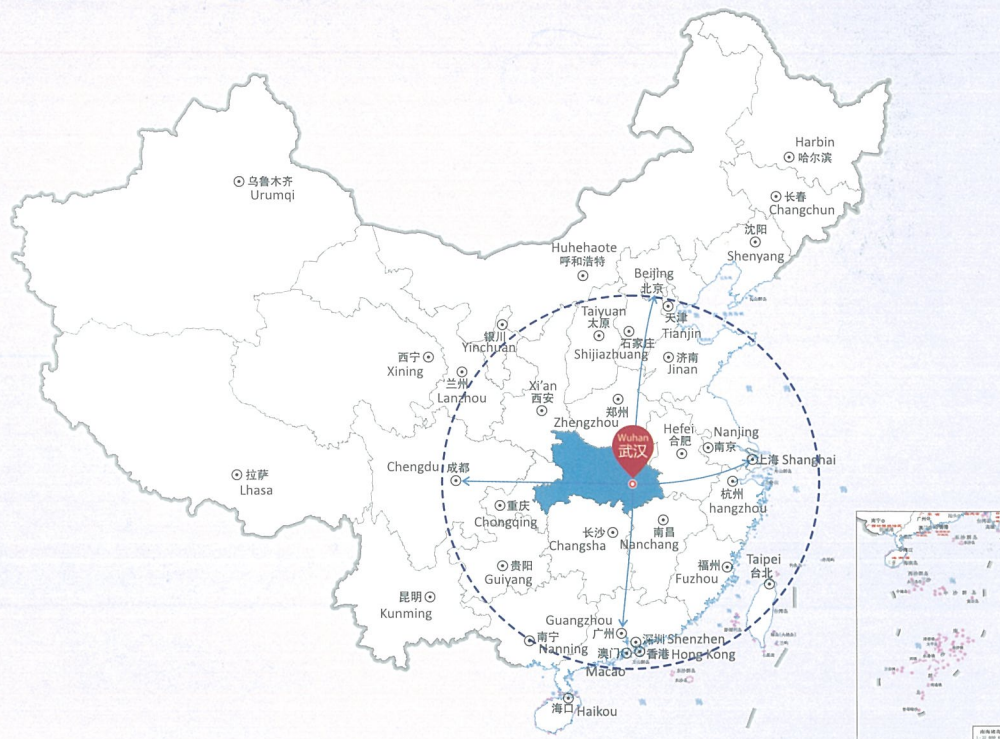 Harbin
哈尔滨
乌鲁木齐
Urumqi
长春
Changchun
沈阳
Shenyang
Huhehaote
呼和浩特
Beijing
北京
Taiyuan
太原
天津
Tianjin
银川
Yinchuan
石家庄
Shijiazhuang
西宁
Xining
济南
Jinan
兰州
Lanzhou
Xi'an
西安
郑州
Zhengzhou
Wuhan
武汉
Hefei
合肥
Nanjing
南京
上海 Shanghai
Chengdu 成都
拉萨
Lhasa
杭州
hangzhou
重庆
Chongqing
长沙
Changsha
南昌
Nanchang
贵阳
Guiyang
福州
Fuzhou
Taipei
台北
昆明
Kunming
Guangzhou
广州
南宁
Nanning
深圳 Shenzhen
澳门
香港 Hong Kong
Macao
海口 Haikou